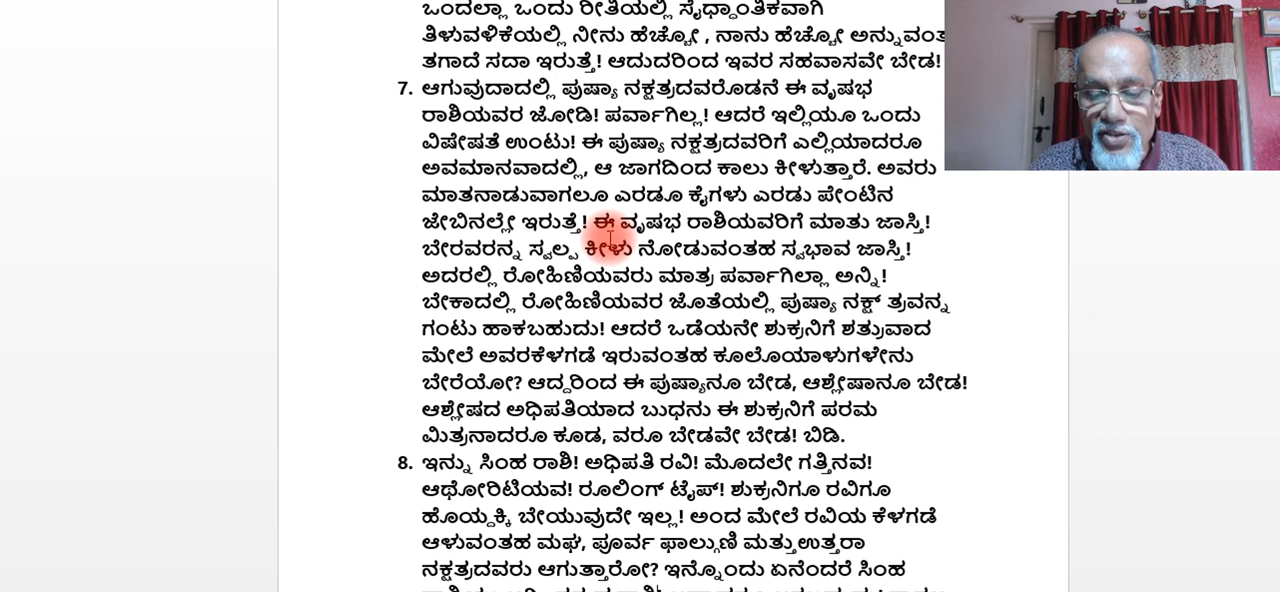 ಒಂದಲ್ಲಾ ಒಂದು ರೀತಿಯಲ್ಲಿ ಸೈಧ್ಧಾಂತಿಕವಾಗಿ
ತಿಳುವಳಿಕೆಯಲ್ಲಿ ನೀನು ಹೆಚ್ಚೋ , ನಾನು ಹೆಚ್ಚೋ ಅನ್ನುವಂತ
ತಗಾದೆ ಸದಾ ಇರುತ್ತೆ! ಆದುದರಿಂದ ಇವರ ಸಹವಾಸವೇ ಬೇಡ!
7. ಆಗುವುದಾದಲ್ಲಿ ಪುಷ್ಯಾ ನಕ್ಷತ್ರದವರೊಡನೆ ಈ ವೃಷಭ
ರಾಶಿಯವರ ಜೋಡಿ! ಪರ್ವಾಗಿಲ್ಲ! ಆದರೆ ಇಲ್ಲಿಯೂ ಒಂದು
ವಿಷೇಷತೆ ಉಂಟು! ಈ ಪುಷ್ಯಾ ನಕ್ಷತ್ರದವರಿಗೆ ಎಲ್ಲಿಯಾದರೂ
ಅವಮಾನವಾದಲ್ಲಿ, ಆ ಜಾಗದಿಂದ ಕಾಲು ಕೀಳುತ್ತಾರೆ. ಅವರು
ಮಾತನಾಡುವಾಗಲೂ ಎರಡೂ ಕೈಗಳು ಎರಡು ಪೇಂಟಿನ
ಜೇಬಿನಲ್ಲೇ ಇರುತ್ತೆ! ಈ ವೃಷಭ ರಾಶಿಯವರಿಗೆ ಮಾತು ಜಾಸ್ತಿ!
ಬೇರವರನ್ನ ಸ್ವಲ್ಪ ಕೀಳು ನೋಡುವಂತಹ ಸ್ವಭಾವ ಜಾಸ್ತಿ!
ಅದರಲ್ಲಿ ರೋಹಿಣಿಯವರು ಮಾತ್ರ ಪರ್ವಾಗಿಲ್ಲಾ ಅನ್ನಿ!
ಬೇಕಾದಲ್ಲಿ ರೋಹಿಣಿಯವರ ಜೊತೆಯಲ್ಲಿ ಪುಷ್ಯಾ ನಕ್ಷ್ ತ್ರವನ್ನ
ಗಂಟು ಹಾಕಬಹುದು! ಆದರೆ ಒಡೆಯನೇ ಶುಕ್ರನಿಗೆ ಶತ್ರುವಾದ
ಮೇಲೆ ಅವರಕೆಳಗಡೆ ಇರುವಂತಹ ಕೂಲೊಯಾಳುಗಳೇನು
ಬೇರೆಯೋ? ಆದ್ದರಿಂದ ಈ ಪುಷ್ಯಾನೂ ಬೇಡ, ಆಶ್ಲೇಷಾನೂ ಬೇಡ!
ಆಶ್ಲೇಷದ ಅಧಿಪತಿಯಾದ ಬುಧನು ಈ ಶುಕ್ರನಿಗೆ ಪರಮ
ಮಿತ್ರನಾದರೂ ಕೂಡ, ವರೂ ಬೇಡವೇ ಬೇಡ! ಬಿಡಿ.
8. ಇನ್ನು ಸಿಂಹ ರಾಶಿ! ಅಧಿಪತಿ ರವಿ! ಮೊದಲೇ ಗತ್ತಿನವ!
ಆಥೋರಿಟಿಯವ! ರೂಲಿಂಗ್ ಟೈಪ್! ಶುಕ್ರನಿಗೂ ರವಿಗೂ
ಹೊಯ್ದಕ್ಕಿ ಬೇಯುವುದೇ ಇಲ್ಲ! ಅಂದ ಮೇಲೆ ರವಿಯ ಕೆಳಗಡೆ
ಆಳುವಂತಹ ಮಘ, ಪೂರ್ವ ಫಾಲ್ಗುಣಿ ಮತ್ತುಉತ್ತರಾ
ನಕ್ಷತ್ರದವರು ಆಗುತ್ತಾರೋ? ಇನ್ನೊಂದು ಏನೆಂದರೆ ಸಿಂಹ